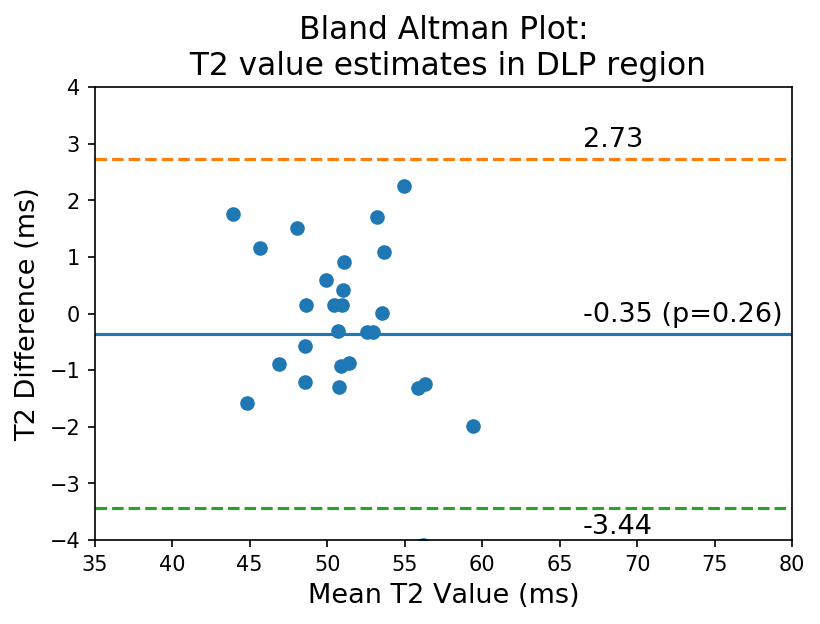 Bland Altman Plot:
T2 value estimates in DLP region
4
3
2
1
0
−1
−2
−3
−4
2.73
-0.35 (p=0.26)
-3.44
T2 Difference (ms)
35 40 45 50 55 60 65 70 75 80
Mean T2 Value (ms)